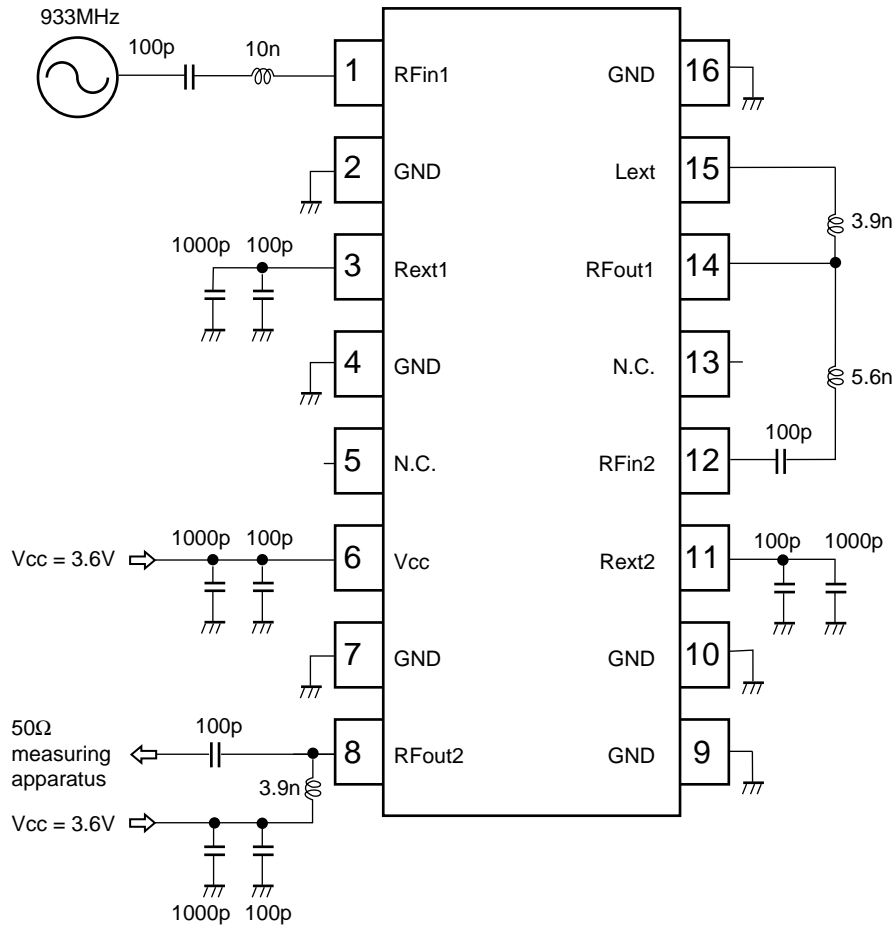 933MHz
100p
10n
1
RFin1
GND
16
2
GND
Lext
15
3.9n
1000p
100p
3
Rext1
RFout1
14
4
GND
N.C.
13
5.6n
100p
5
N.C.
RFin2
12
1000p
100p
100p
1000p
Vcc = 3.6V
6
Vcc
Rext2
11
7
GND
GND
10
50Ω
measuring
apparatus
100p
8
RFout2
GND
9
3.9n
Vcc = 3.6V
1000p
100p